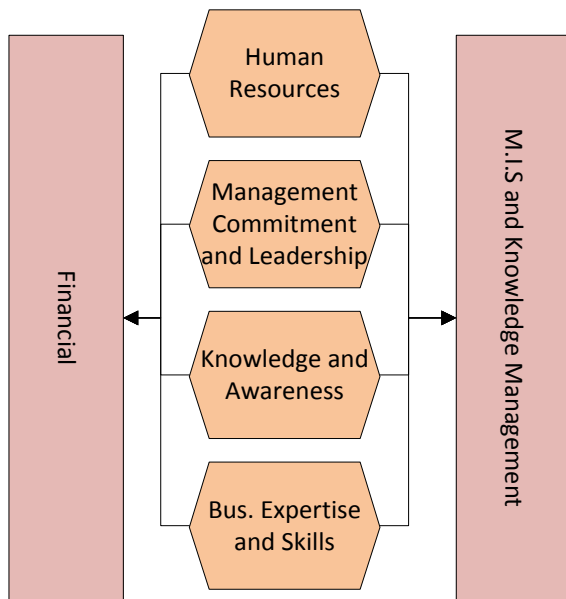 Human
Resources
Management
Commitment
and Leadership
Knowledge and
Awareness
Bus. Expertise
and Skills
Financial
M.I.S and Knowledge Management